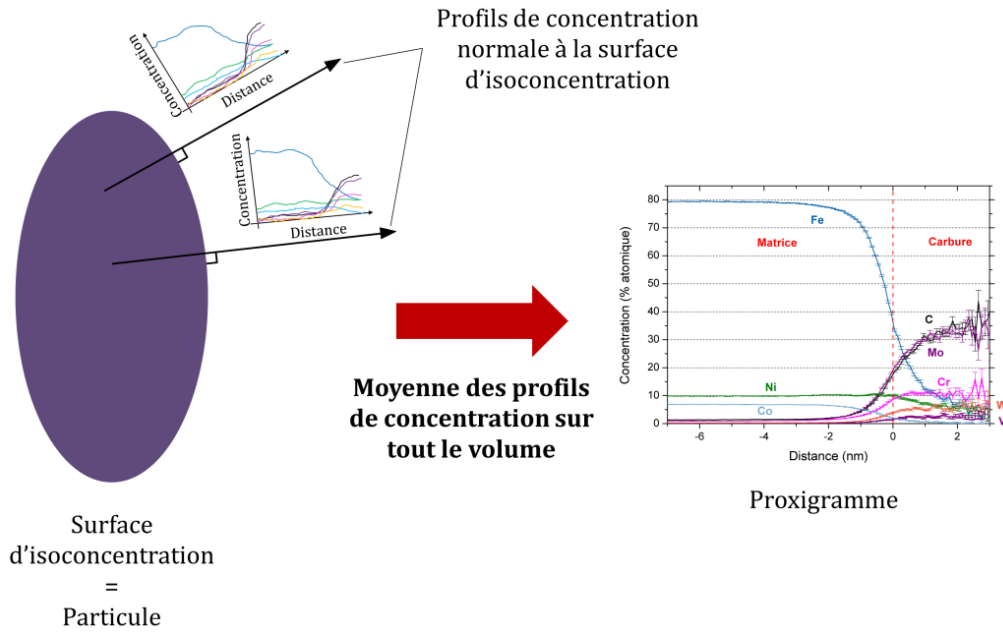 Profils de concentration
normale à la surface
d'isoconcentration
Concentration
Distance
Concentration
Distance
Moyenne des profils
de concentration sur
tout le volume
Surface
d'isoconcentration
=
Particule
Concentration (% atomique)
80
70
60
50
40
30
20
10
0
Fe
Matrice
Carbure
C
Mo
Cr
Ni
Co
W
V
-6
-4
-2
0
2
Distance (nm)
Proxigramme